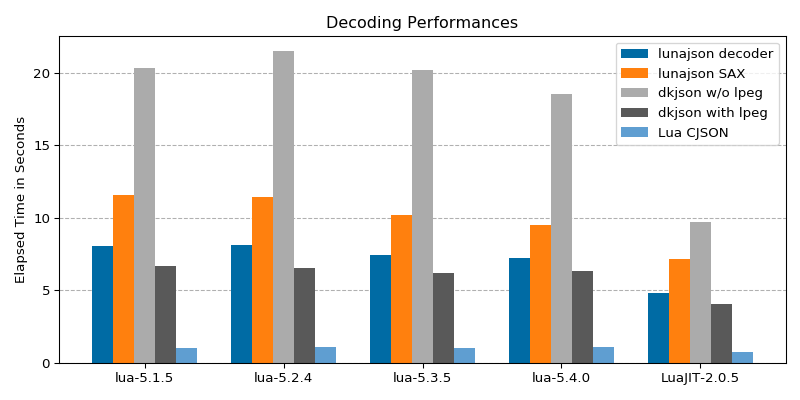 Decoding Performances
Elapsed Time in Seconds
20
15
10
5
0
lunajson decoder
lunajson SAX
dkjson w/o lpeg
dkjson with lpeg
Lua CJSON
lua-5.1.5
lua-5.2.4
lua-5.3.5
lua-5.4.0
LuaJIT-2.0.5